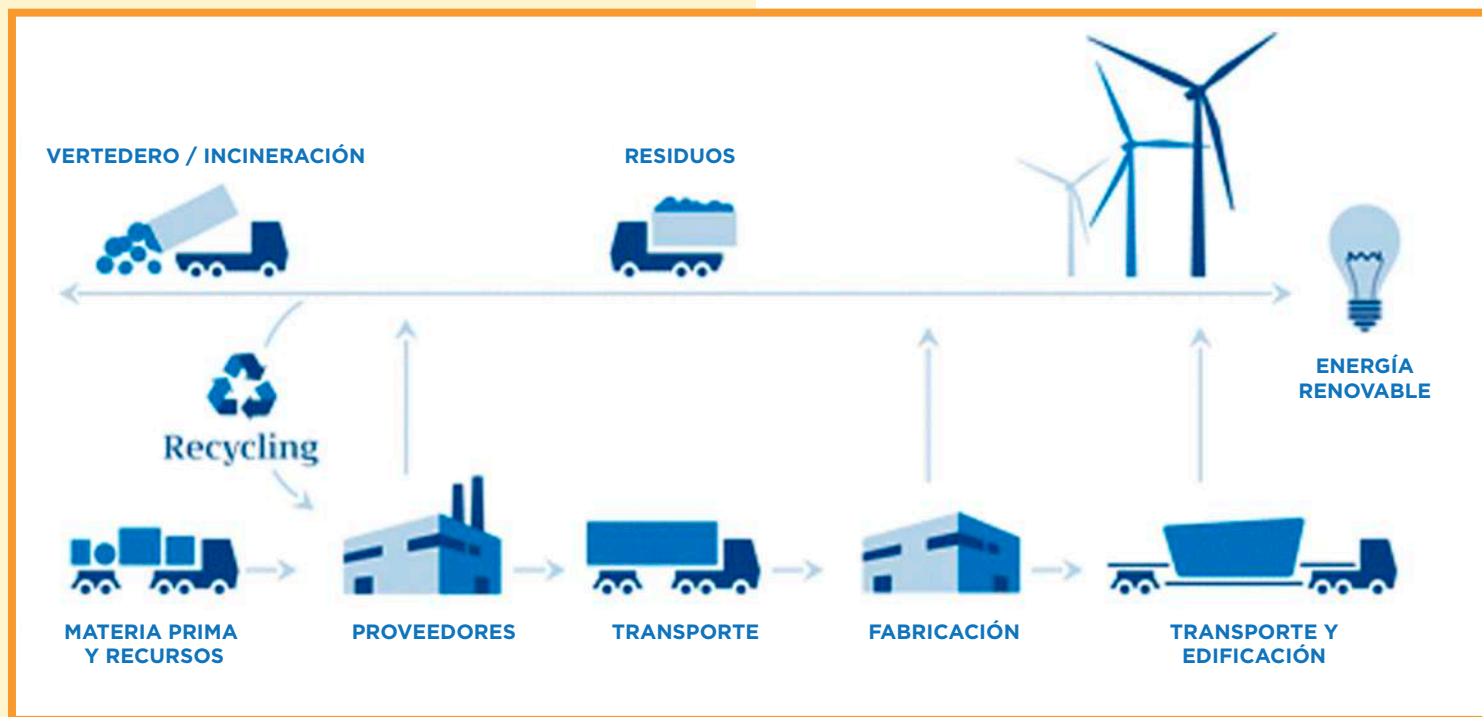 VERTEDERO / INCINERACIÓN
RESIDUOS
ENERGÍA
RENOVABLE
Recycling
MATERIA PRIMA
Y RECURSOS
PROVEEDORES
TRANSPORTE
FABRICACIÓN
TRANSPORTE Y
EDIFICACIÓN